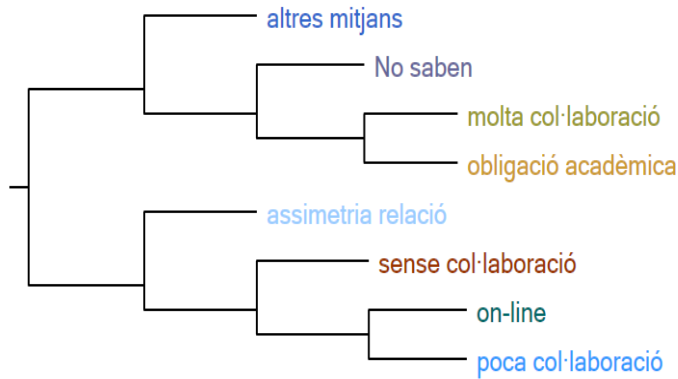 altres mitjans
No saben
molta col·laboració
obligació acadèmica
assimetria relació
sense col·laboració
on-line
poca col·laboració